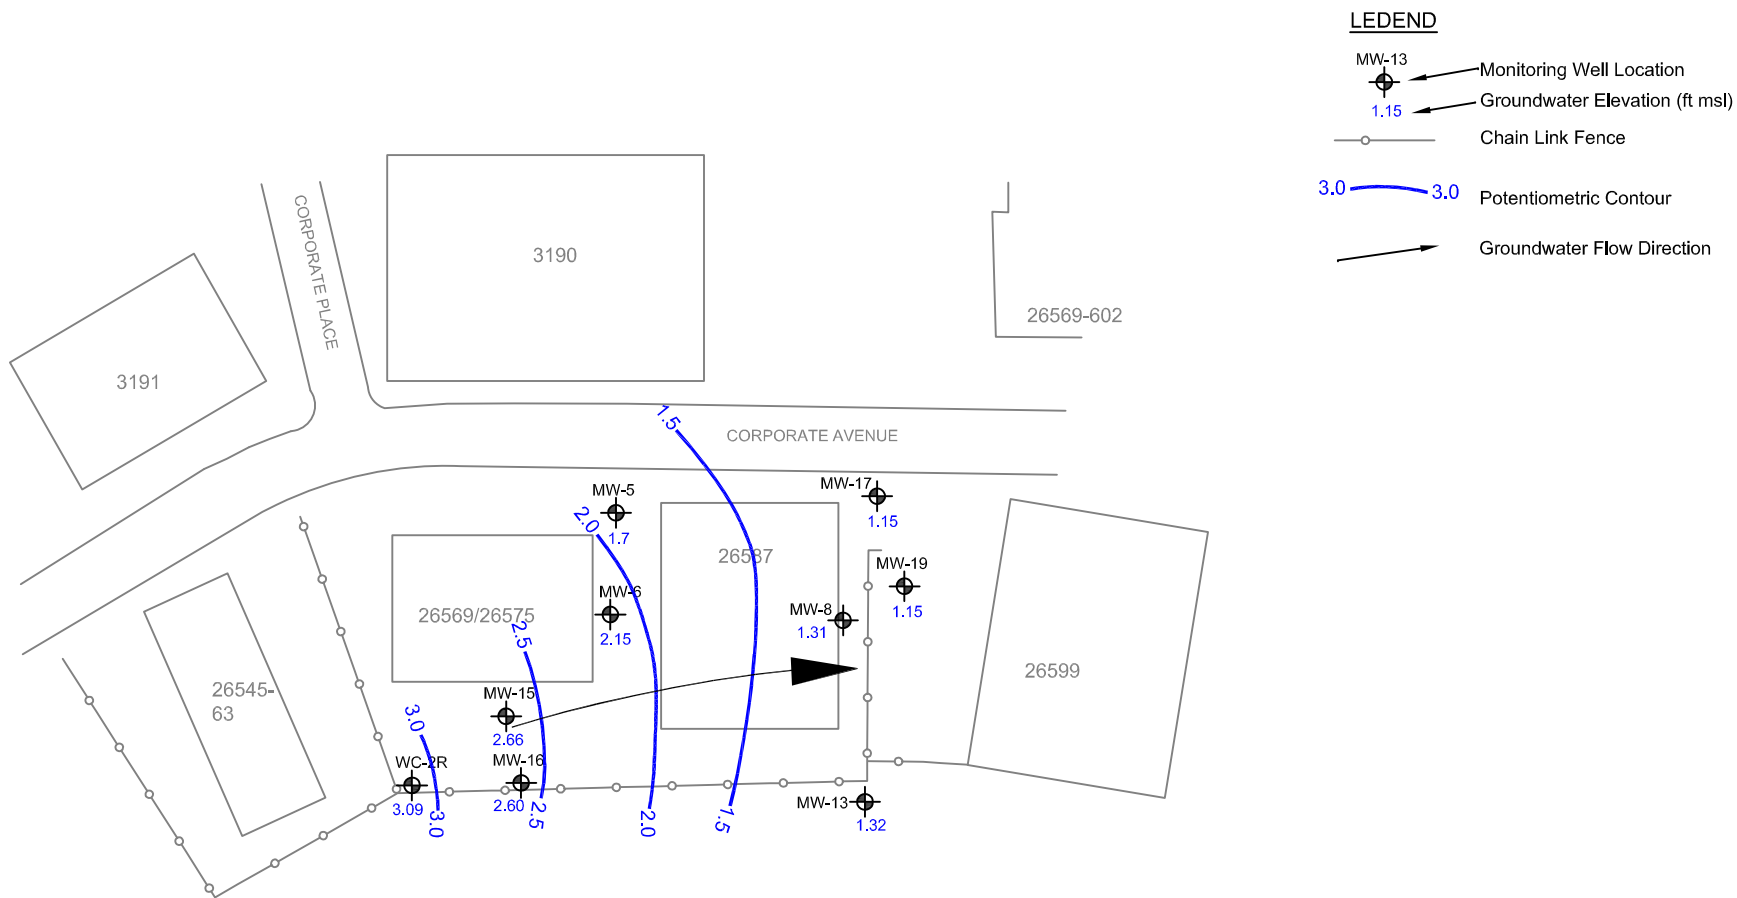 LEDEND
MW-13
Monitoring Well Location
1.15
Groundwater Elevation (ft msl)
Chain Link Fence
3.0
3.0
Potentiometric Contour
Groundwater Flow Direction
CORPORATE PLACE
3190
3191
26569-602
1.5
CORPORATE AVENUE
MW-17
1.15
MW-5
1.7
2.0
26587
MW-19
1.15
MW-6
2.15
26569/26575
2.5
MW-8
1.31
26599
26545-
63
MW-15
2.66
3.0
WC-2R
3.09
MW-16
2.60
3.0
2.5
2.0
1.5
MW-13
1.32